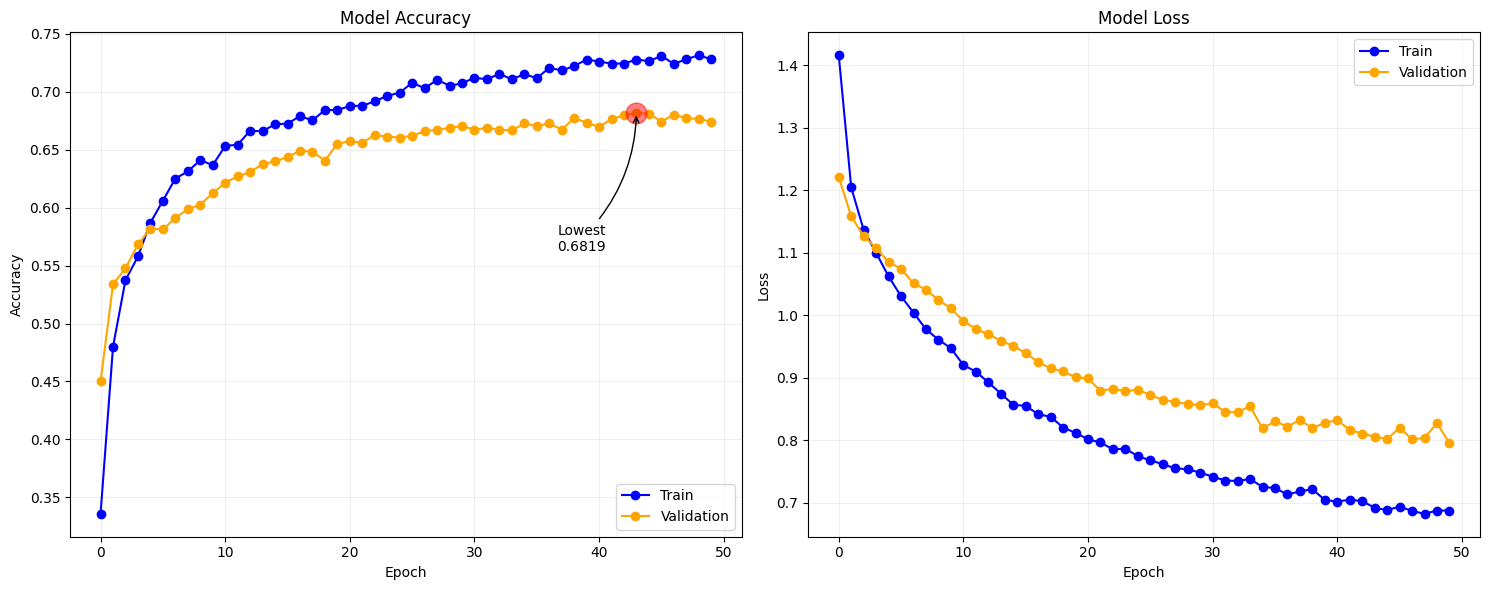 Model Accuracy
0.75
0.70
0.65
0.60
0.55
0.50
0.45
0.40
0.35
Accuracy
Lowest
0.6819
Train
Validation
0 10 20 30 40 50
Epoch
Model Loss
1.4
1.3
1.2
1.1
1.0
0.9
0.8
0.7
Loss
Train
Validation
0 10 20 30 40 50
Epoch